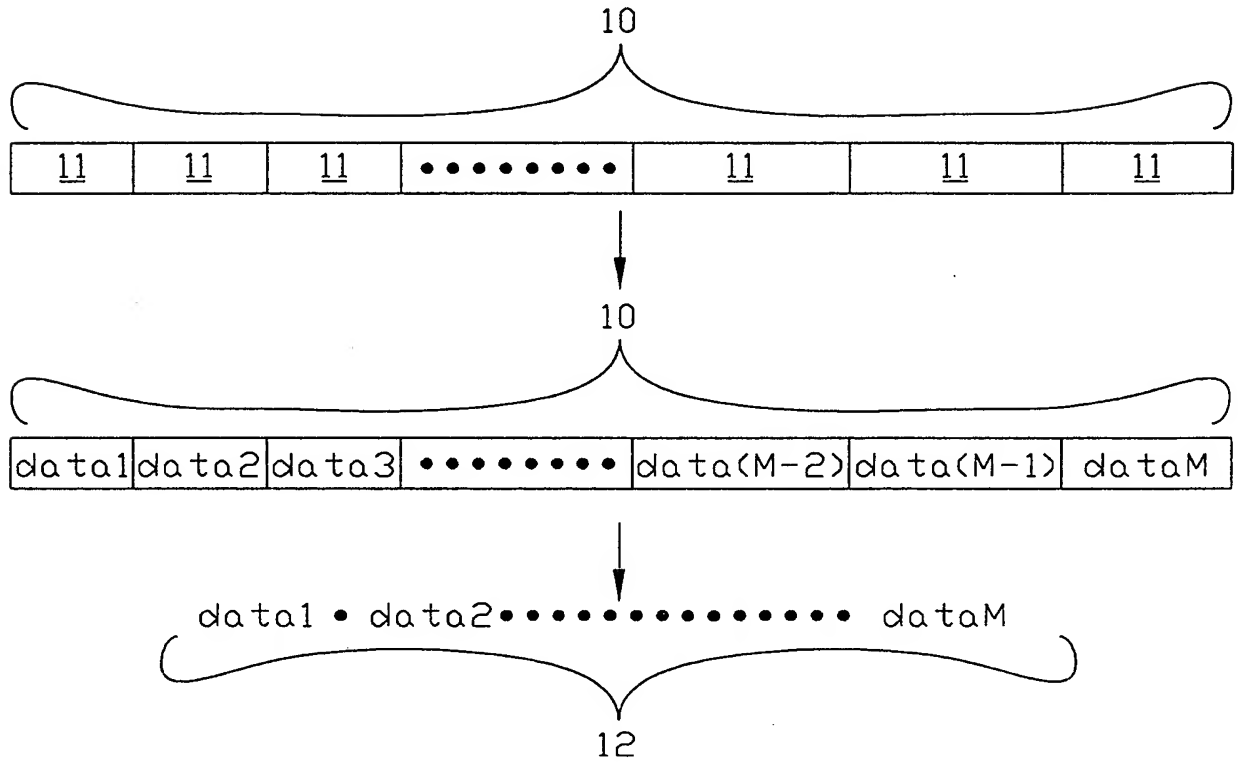 10
11 11 11 •••••••• 11 11 11
10
data1 data2 data3 •••••••• data(M-2) data(M-1) dataM
data1 • data2 •••••••••••••• dataM
12